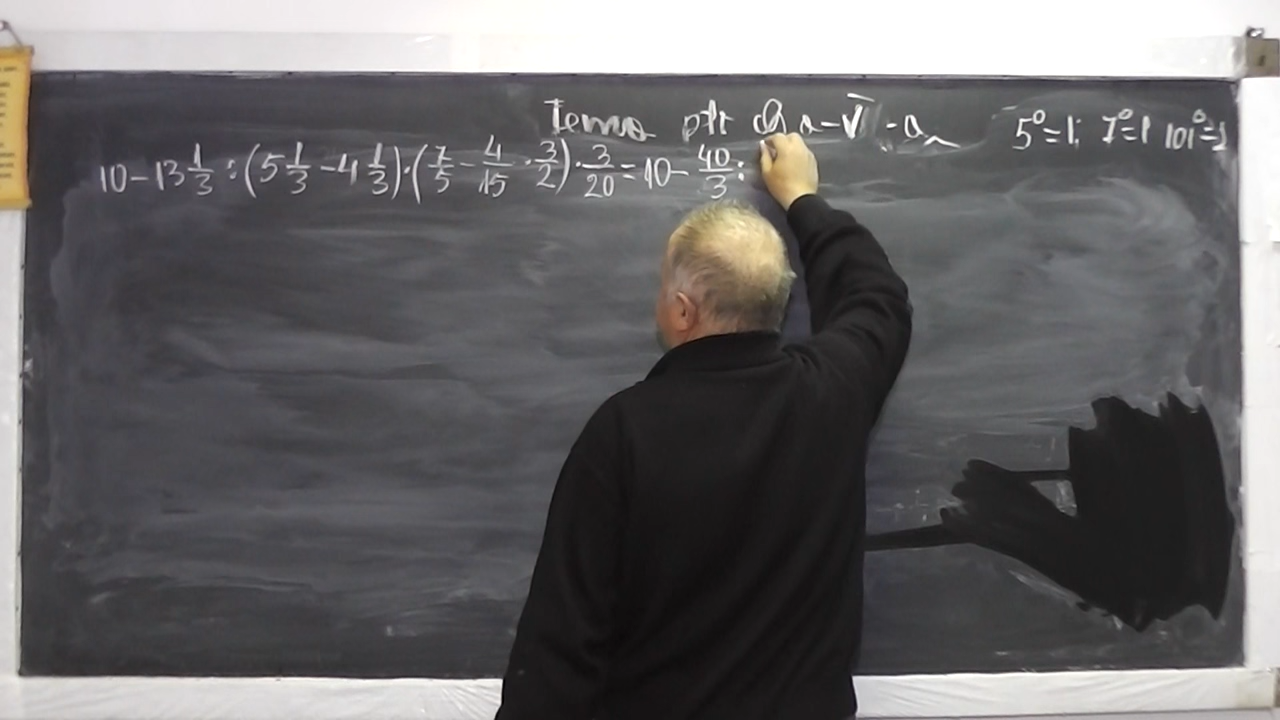 Tema ptr cls a-V -a 5⁰=1; 7⁰=1 101⁰=1
10-13 1/3 : (5 1/3 - 4 1/3)·(7/5 - 4/15 · 3/2)· 3/20 = 10 - 40/3 :